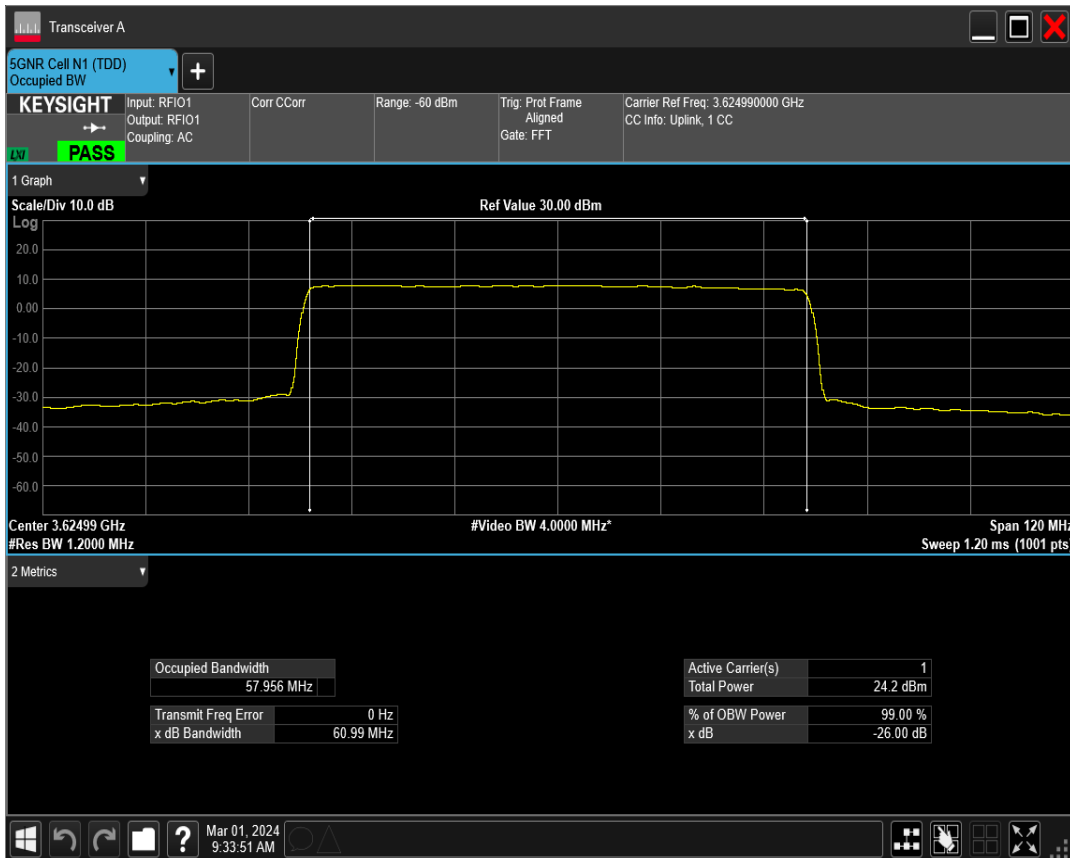 Transceiver A
5GNR Cell N1 (TDD)
Occupied BW
+
KEYSIGHT
LXI
PASS
Input: RFIO1
Output: RFIO1
Coupling: AC
Corr CCorr
Range: -60 dBm
Trig: Prot Frame
Aligned
Gate: FFT
Carrier Ref Freq: 3.624990000 GHz
CC Info: Uplink, 1 CC
1 Graph
Scale/Div 10.0 dB
Ref Value 30.00 dBm
Log
20.0
10.0
0.00
-10.0
-20.0
-30.0
-40.0
-50.0
-60.0
Center 3.62499 GHz
#Video BW 4.0000 MHz*
Span 120 MHz
#Res BW 1.2000 MHz
Sweep 1.20 ms (1001 pts)
2 Metrics
Occupied Bandwidth
57.956 MHz
Transmit Freq Error 0 Hz
x dB Bandwidth 60.99 MHz
Active Carrier(s) 1
Total Power 24.2 dBm
% of OBW Power 99.00 %
x dB -26.00 dB
?
Mar 01, 2024
9:33:51 AM